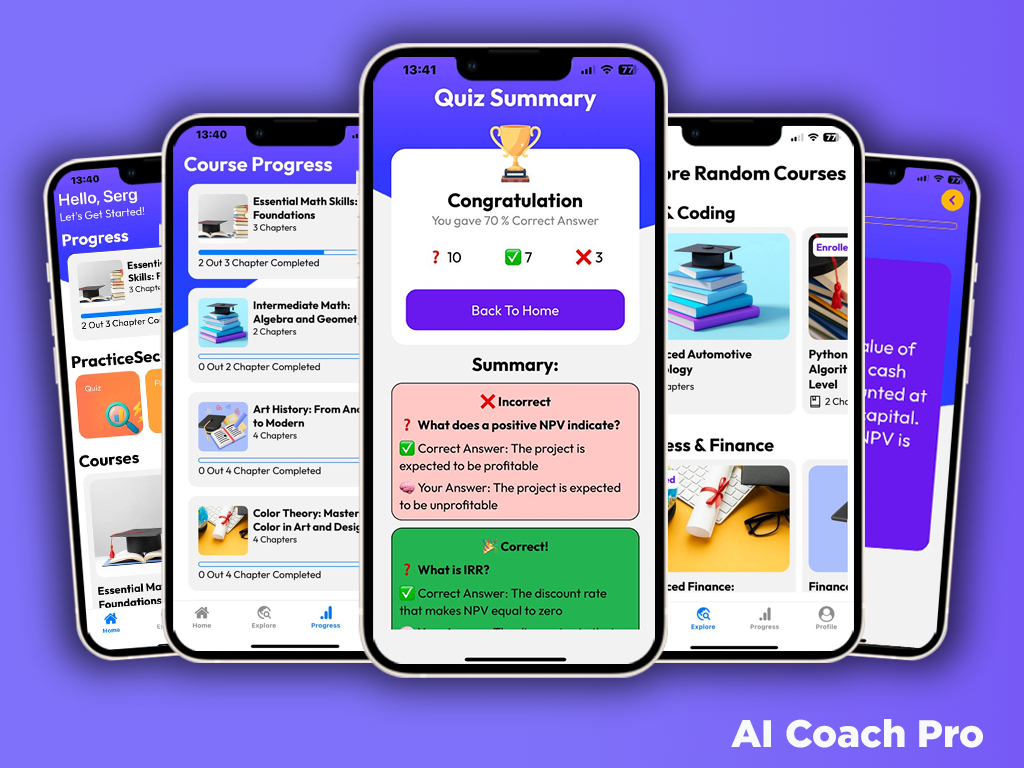 13:40
Hello, Serg
Let's Get Started!
Progress
Essenti
Skills: F
3 Chapters
2 Out 3 Chapter Co
PracticeSec
Quiz
Courses
Essential Ma
Foundations
Home
13:40
Course Progress
Essential Math Skills:
Foundations
3 Chapters
2 Out 3 Chapter Completed
Intermediate Math:
Algebra and Geomet
2 Chapters
0 Out 2 Chapter Completed
Art History: From Anc
to Modern
4 Chapters
0 Out 4 Chapter Completed
Color Theory: Master
Color in Art and Desig
4 Chapters
0 Out 4 Chapter Completed
Home
Explore
Progress
13:41
77
Quiz Summary
Congratulation
You gave 70 % Correct Answer
❓ 10
✅ 7
❌ 3
Back To Home
Summary:
❌ Incorrect
❓ What does a positive NPV indicate?
✅ Correct Answer: The project is
expected to be profitable
🧠 Your Answer: The project is expected
to be unprofitable
🎉 Correct!
❓ What is IRR?
✅ Correct Answer: The discount rate
that makes NPV equal to zero
77
ore Random Courses
& Coding
Enrolle
ced Automotive
ology
apters
Python
Algorit
Level
2 Cha
ess & Finance
ed
ced Finance:
Financ
Explore
Progress
Profile
77
alue of
cash
unted at
capital.
NPV is
AI Coach Pro